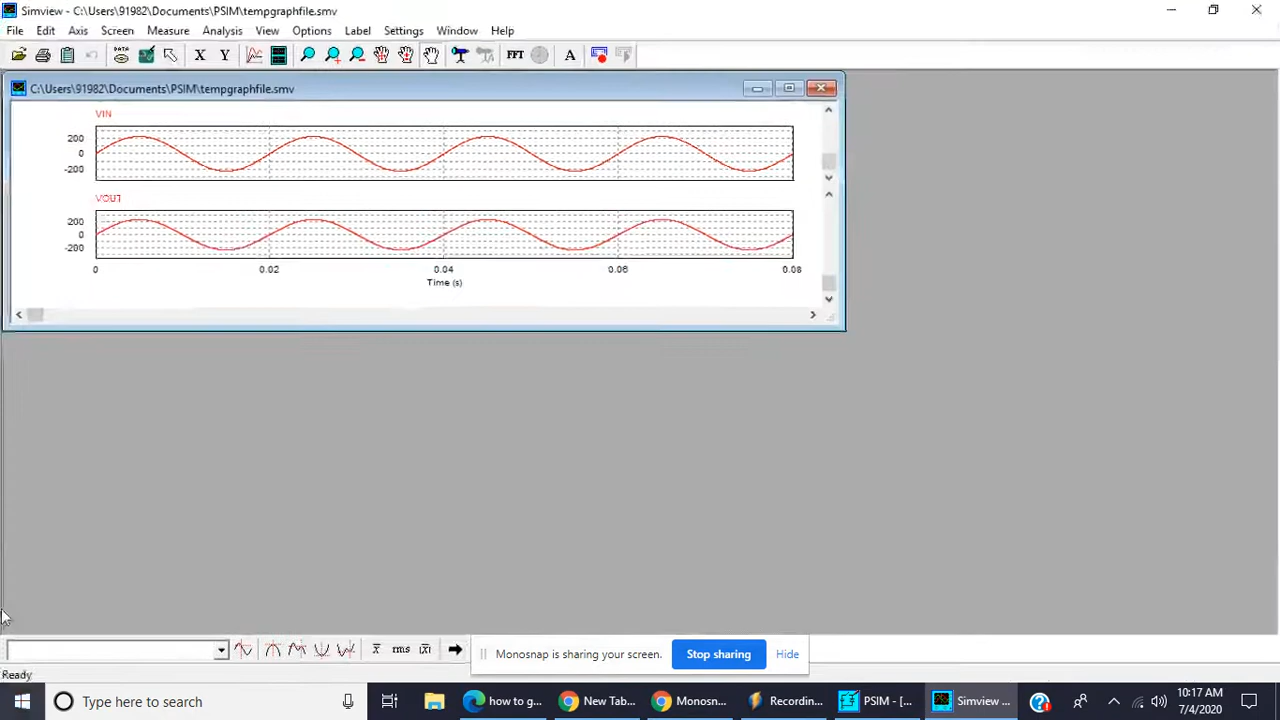 Simview - C:\Users\91982\Documents\PSIM\tempgraphfile.smv
File Edit Axis Screen Measure Analysis View Options Label Settings Window Help
DATA X Y FFT A
C:\Users\91982\Documents\PSIM\tempgraphfile.smv
VIN
200
0
-200
VOUT
200
0
-200
0 0.02 0.04 0.06 0.08
Time (s)
x rms |x|
Monosnap is sharing your screen. Stop sharing Hide
Ready
Type here to search
how to g... New Tab... Monosn... Recordin... PSIM - [... Simview ...
10:17 AM
7/4/2020